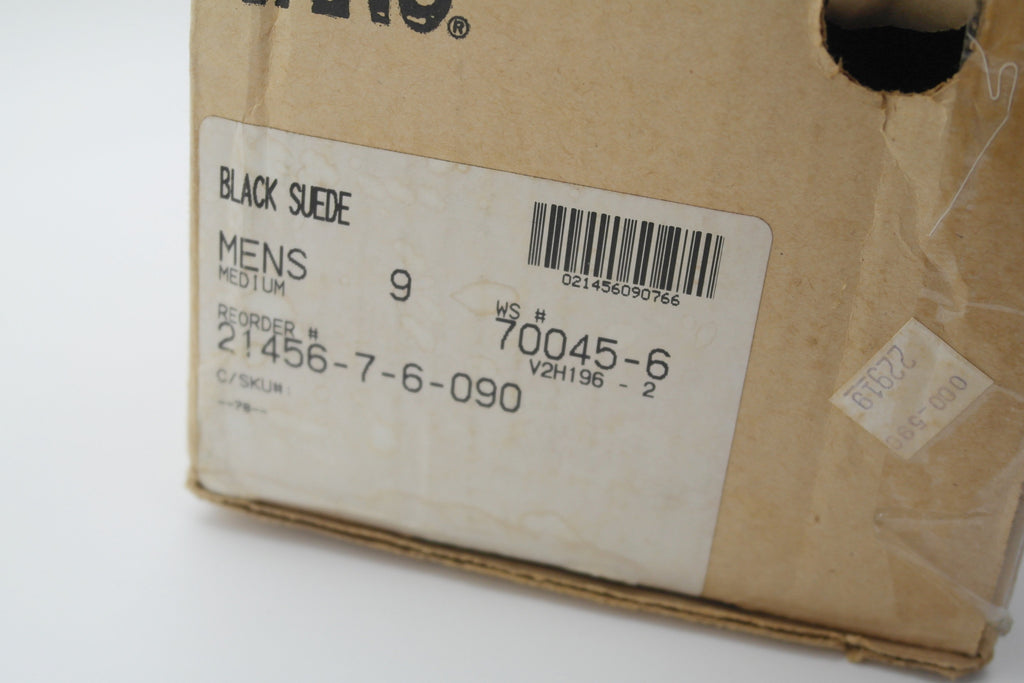 ®
BLACK SUEDE
MENS
MEDIUM
9
021456090766
REORDER #
21456-7-6-090
WS #
70045-6
V2H196 - 2
C/SKU#:
--78--
22919
000-590